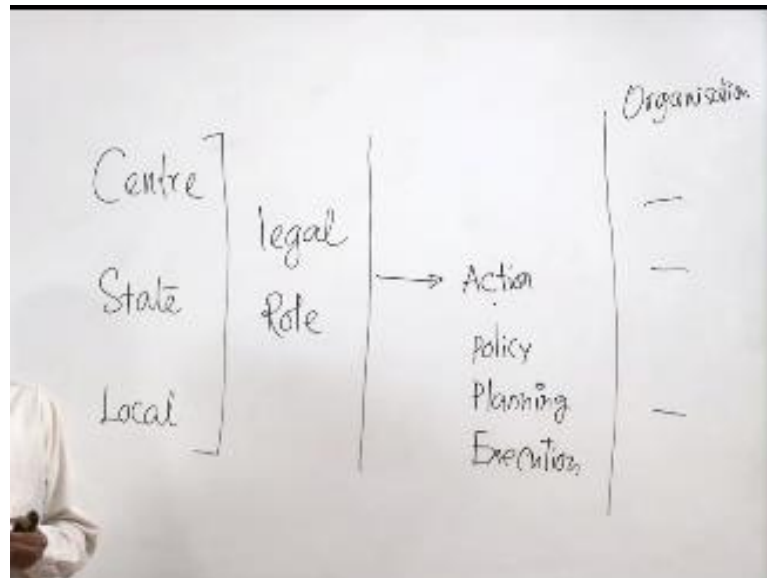 Organisation
Centre
legal
State
Role
Action
Policy
Planning
Local
Execution